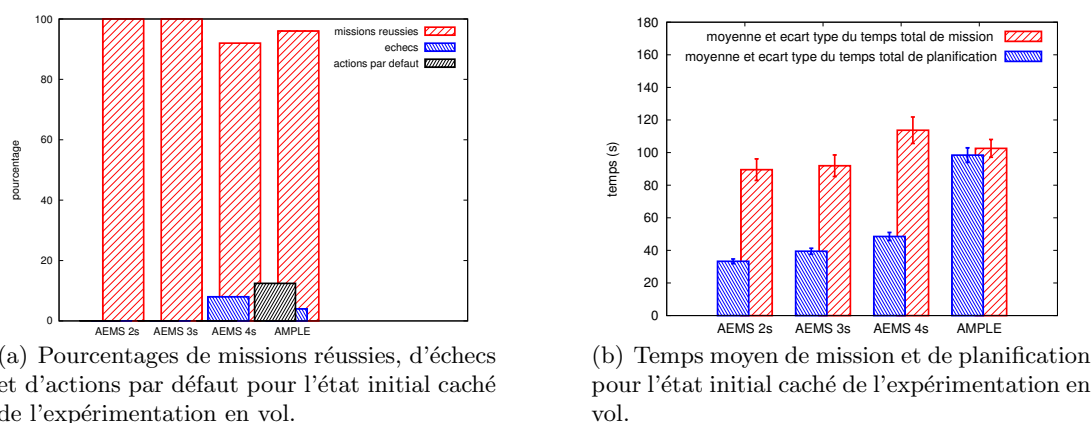 100
80
60
40
20
0
pourcentage
missions reussies
echecs
actions par defaut
AEMS 2s AEMS 3s AEMS 4s AMPLE
(a) Pourcentages de missions réussies, d'échecs
et d'actions par défaut pour l'état initial caché
de l'expérimentation en vol.
180
160
140
120
100
80
60
40
20
0
temps (s)
moyenne et ecart type du temps total de mission
moyenne et ecart type du temps total de planification
AEMS 2s AEMS 3s AEMS 4s AMPLE
(b) Temps moyen de mission et de planification
pour l'état initial caché de l'expérimentation en
vol.